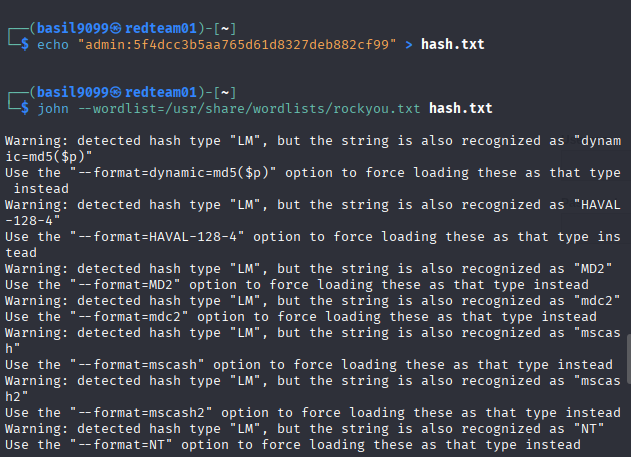 ┌──(basil9099㉿redteam01)-[~]
└─$ echo "admin:5f4dcc3b5aa765d61d8327deb882cf99" > hash.txt
┌──(basil9099㉿redteam01)-[~]
└─$ john --wordlist=/usr/share/wordlists/rockyou.txt hash.txt
Warning: detected hash type "LM", but the string is also recognized as "dynam
ic=md5($p)"
Use the "--format=dynamic=md5($p)" option to force loading these as that type
 instead
Warning: detected hash type "LM", but the string is also recognized as "HAVAL
-128-4"
Use the "--format=HAVAL-128-4" option to force loading these as that type ins
tead
Warning: detected hash type "LM", but the string is also recognized as "MD2"
Use the "--format=MD2" option to force loading these as that type instead
Warning: detected hash type "LM", but the string is also recognized as "mdc2"
Use the "--format=mdc2" option to force loading these as that type instead
Warning: detected hash type "LM", but the string is also recognized as "mscas
h"
Use the "--format=mscash" option to force loading these as that type instead
Warning: detected hash type "LM", but the string is also recognized as "mscas
h2"
Use the "--format=mscash2" option to force loading these as that type instead
Warning: detected hash type "LM", but the string is also recognized as "NT"
Use the "--format=NT" option to force loading these as that type instead